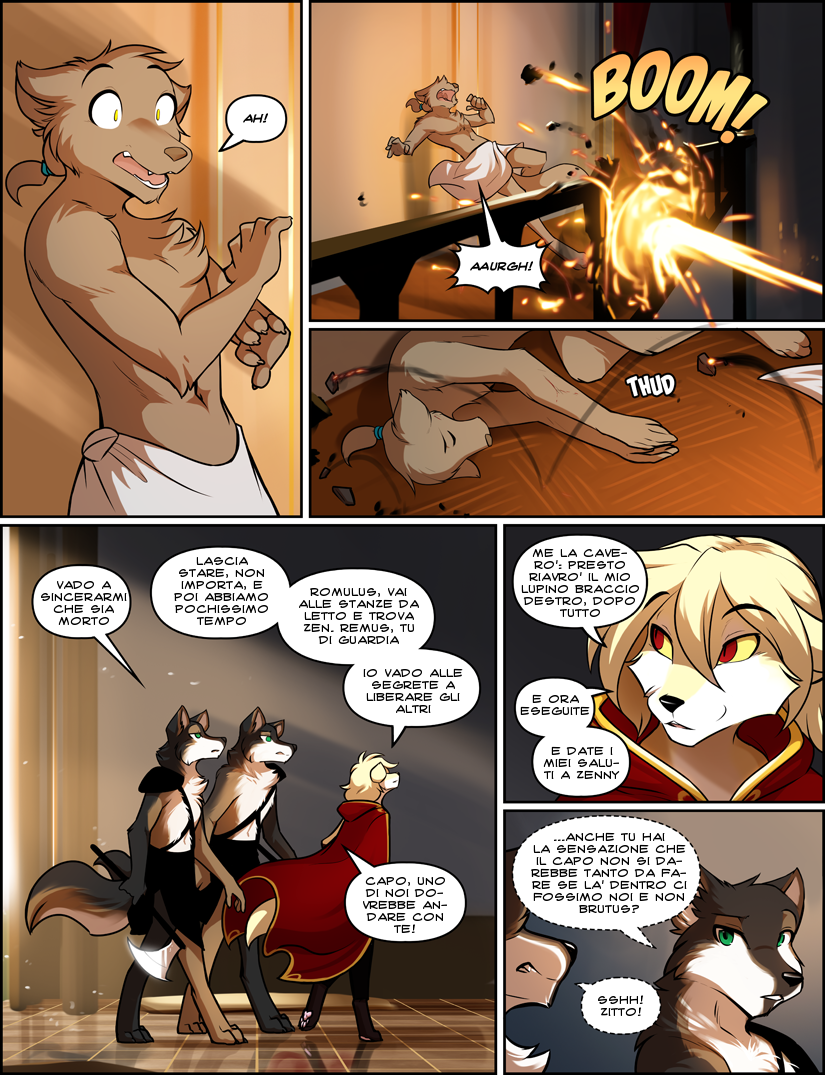 AH!
BOOM!
AAURGH!
THUD
VADO A
SINCERARMI
CHE SIA
MORTO
LASCIA
STARE, NON
IMPORTA, E
POI ABBIAMO
POCHISSIMO
TEMPO
ROMULUS, VAI
ALLE STANZE DA
LETTO E TROVA
ZEN. REMUS, TU
DI GUARDIA
IO VADO ALLE
SEGRETE A
LIBERARE GLI
ALTRI
CAPO, UNO
DI NOI DO-
VREBBE AN-
DARE CON
TE!
ME LA CAVE-
RO': PRESTO
RIAVRO' IL MIO
LUPINO BRACCIO
DESTRO, DOPO
TUTTO
E ORA
ESEGUITE
E DATE I
MIEI SALU-
TI A ZENNY
...ANCHE TU HAI
LA SENSAZIONE CHE
IL CAPO NON SI DA-
REBBE TANTO DA FA-
RE SE LA' DENTRO CI
FOSSIMO NOI E NON
BRUTUS?
SSHH!
ZITTO!